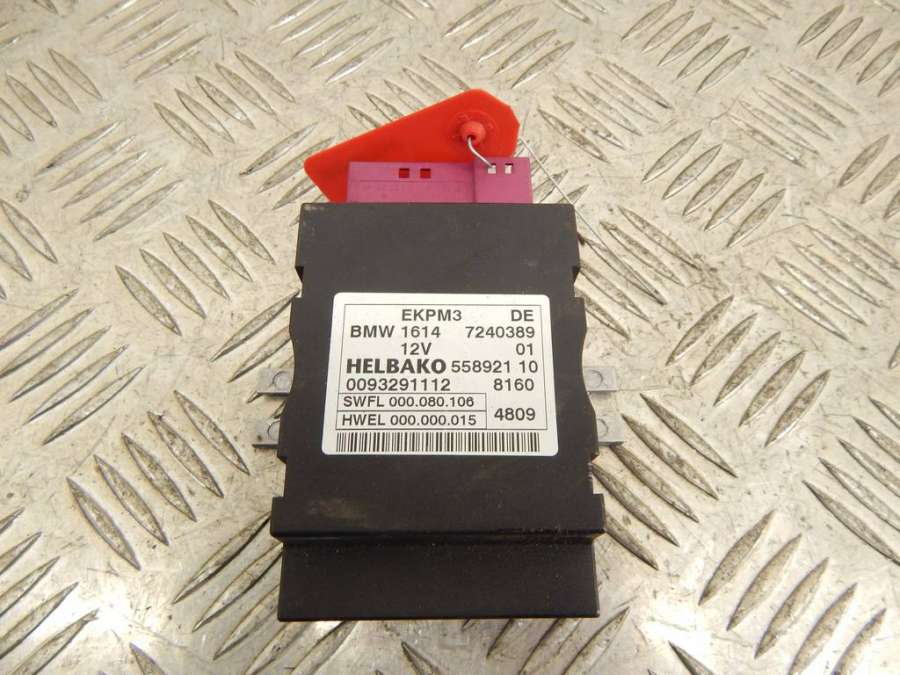 EKPM3 DE
BMW 1614 7240389
12V 01
HELBAKO 558921 10
0093291112 8160
SWFL 000.080.106
HWEL 000.000.015 4809